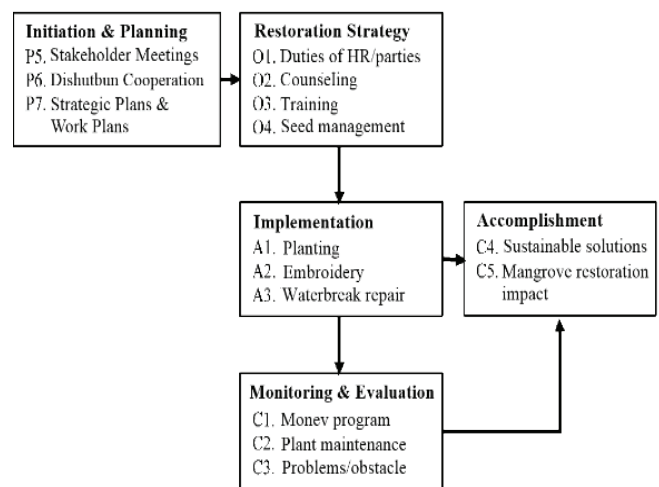 Initiation & Planning
P5. Stakeholder Meetings
P6. Dishutbun Cooperation
P7. Strategic Plans &
Work Plans
Restoration Strategy
O1. Duties of HR/parties
O2. Counseling
O3. Training
O4. Seed management
Implementation
A1. Planting
A2. Embroidery
A3. Waterbreak repair
Accomplishment
C4. Sustainable solutions
C5. Mangrove restoration
impact
Monitoring & Evaluation
C1. Monev program
C2. Plant maintenance
C3. Problems/obstacle